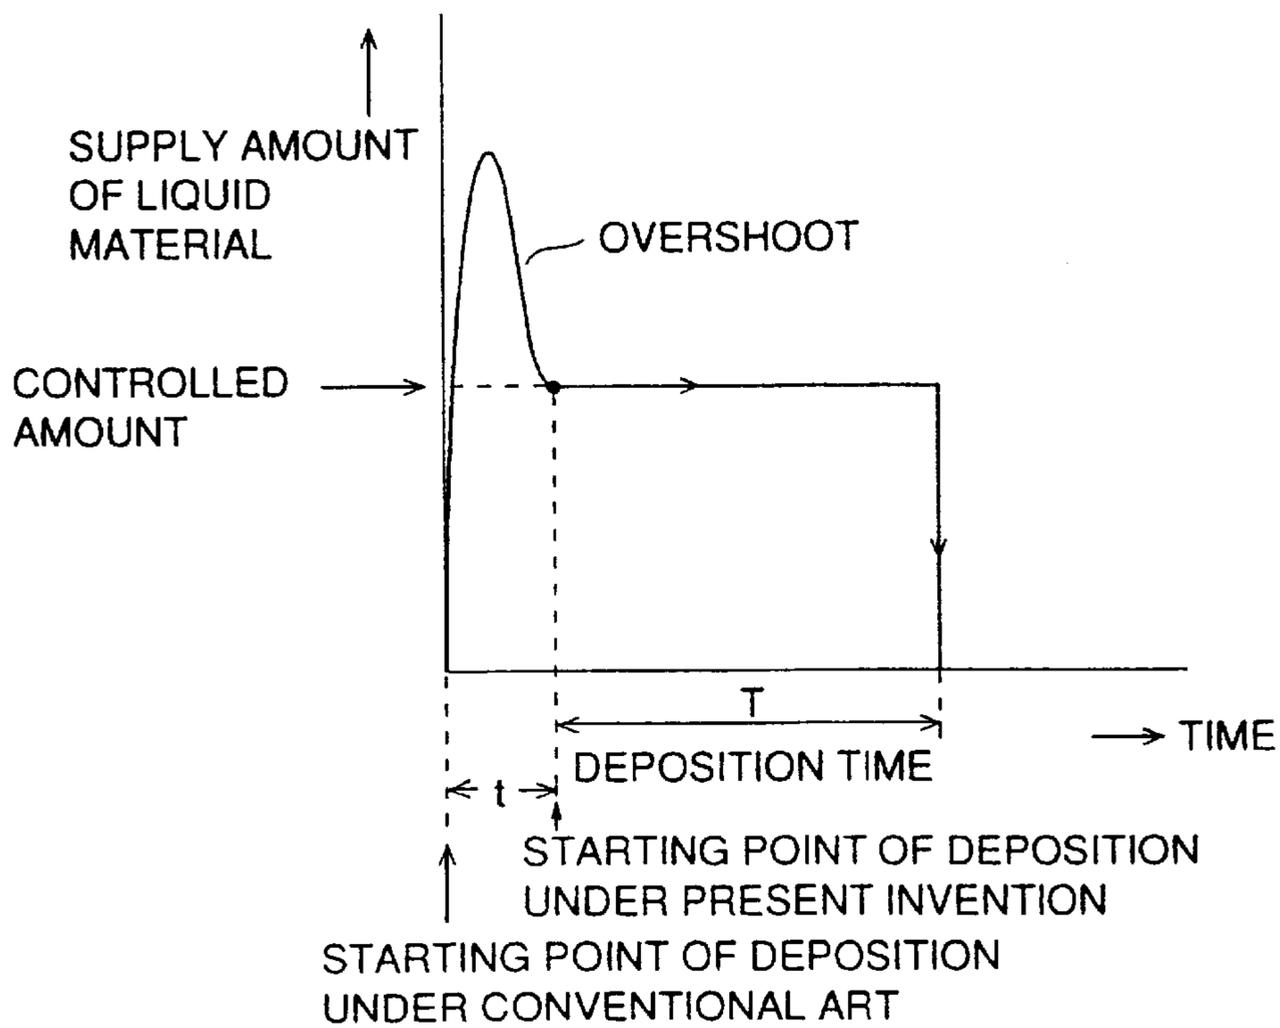 SUPPLY AMOUNT
OF LIQUID
MATERIAL
OVERSHOOT
CONTROLLED
AMOUNT
T
TIME
DEPOSITION TIME
t
STARTING POINT OF DEPOSITION
UNDER PRESENT INVENTION
STARTING POINT OF DEPOSITION
UNDER CONVENTIONAL ART